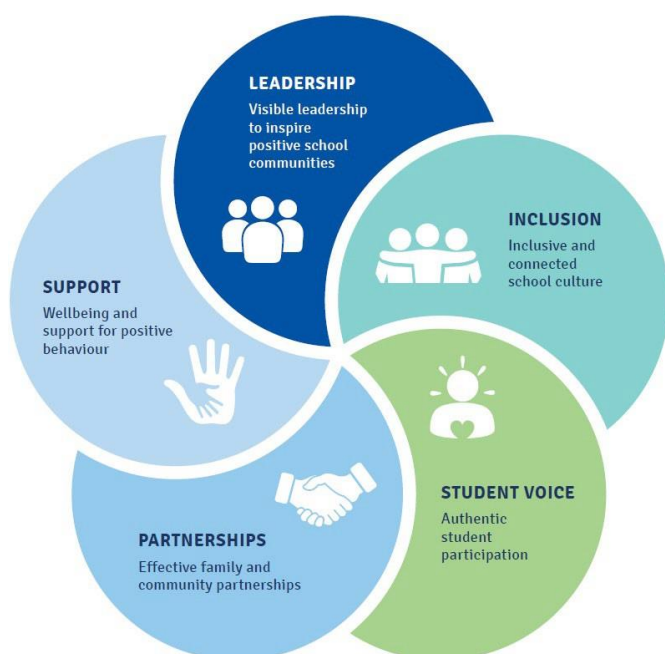 LEADERSHIP
Visible leadership
to inspire
positive school
communities
INCLUSION
Inclusive and
connected
school culture
STUDENT VOICE
Authentic
student
participation
PARTNERSHIPS
Effective family and
community partnerships
SUPPORT
Wellbeing and
support for positive
behaviour